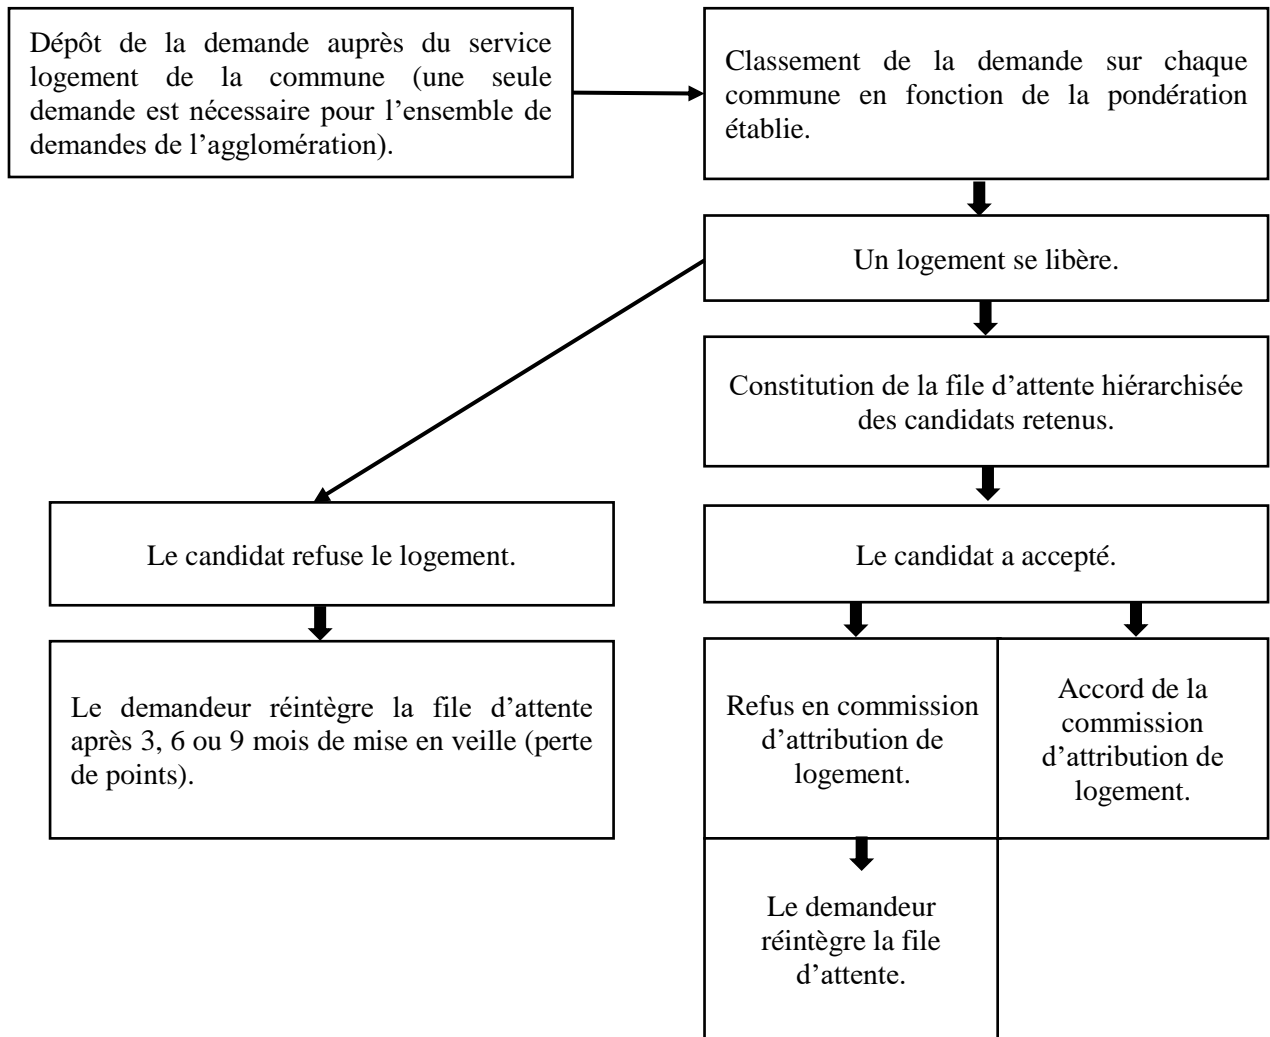 Dépôt de la demande auprès du service
logement de la commune (une seule
demande est nécessaire pour l’ensemble de
demandes de l’agglomération).
Classement de la demande sur chaque
commune en fonction de la pondération
établie.
Un logement se libère.
Constitution de la file d’attente hiérarchisée
des candidats retenus.
Le candidat refuse le logement.
Le candidat a accepté.
Le demandeur réintègre la file d’attente
après 3, 6 ou 9 mois de mise en veille (perte
de points).
Refus en commission
d’attribution de
logement.
Accord de la
commission
d’attribution de
logement.
Le demandeur
réintègre la file
d’attente.